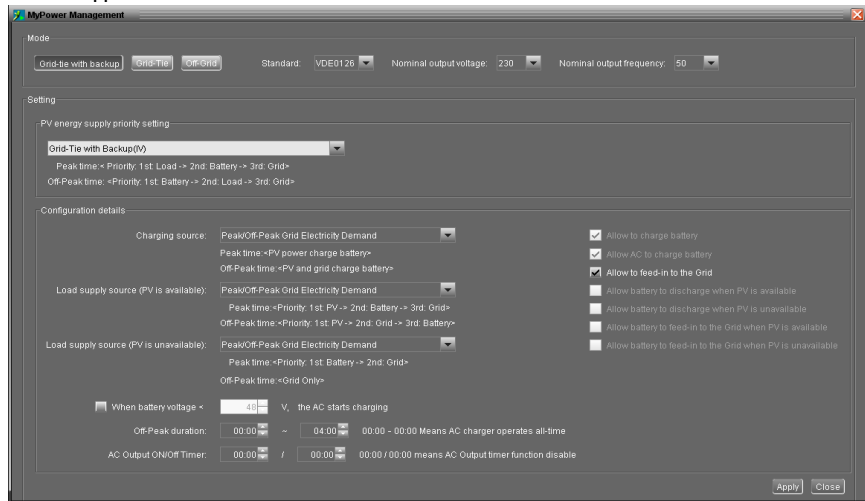 MyPower Management
Mode
Grid-tie with backup Grid-Tie Off-Grid Standard: VDE0126 Nominal output voltage: 230 Nominal output frequency: 50
Setting
PV energy supply priority setting
Grid-Tie with Backup(IV)
Peak time:< Priority: 1st: Load -> 2nd: Battery -> 3rd: Grid>
Off-Peak time: <Priority: 1st: Battery -> 2nd: Load -> 3rd: Grid>
Configuration details
Charging source: Peak/Off-Peak Grid Electricity Demand Allow to charge battery
Peak time:<PV power charge battery> Allow AC to charge battery
Off-Peak time:<PV and grid charge battery> Allow to feed-in to the Grid
Load supply source (PV is available): Peak/Off-Peak Grid Electricity Demand Allow battery to discharge when PV is available
Peak time:<Priority: 1st: PV -> 2nd: Battery -> 3rd: Grid> Allow battery to discharge when PV is unavailable
Off-Peak time:<Priority: 1st: PV -> 2nd: Grid -> 3rd: Battery> Allow battery to feed-in to the Grid when PV is available
Load supply source (PV is unavailable): Peak/Off-Peak Grid Electricity Demand Allow battery to feed-in to the Grid when PV is unavailable
Peak time:<Priority: 1st: Battery -> 2nd: Grid>
Off-Peak time:<Grid Only>
When battery voltage < 48 V, the AC starts charging
Off-Peak duration: 00:00 ~ 04:00 00:00 - 00:00 Means AC charger operates all-time
AC Output ON/Off Timer: 00:00 / 00:00 00:00 / 00:00 means AC Output timer function disable
Apply Close